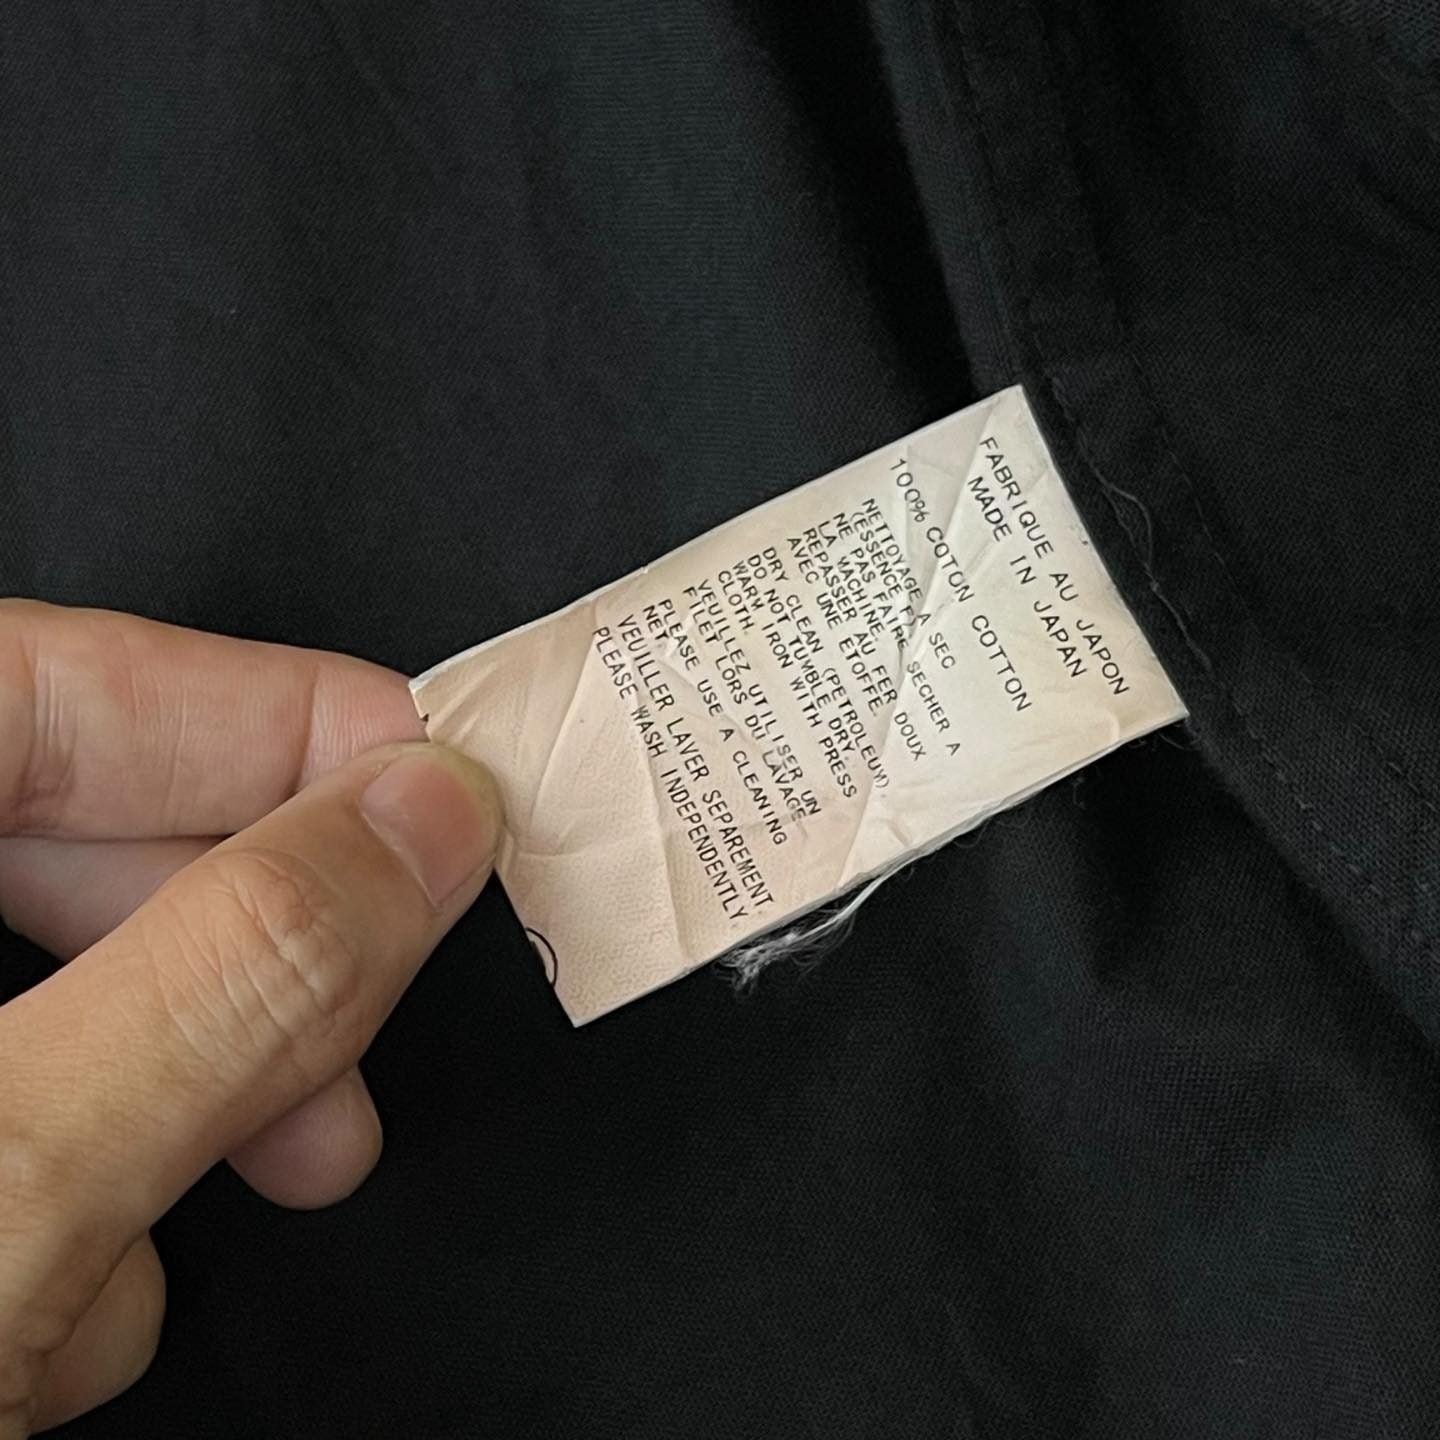 FABRIQUE AU JAPON
MADE IN JAPAN
100% COTON COTTON
NETTOYAGE A SEC
(ESSENCE
NE PAS FAIRE SECHER A
LA MACHINE.
REPASSER AU FER DOUX
AVEC UNE ETOFFE.
DRY CLEAN (PETROLEUM).
DO NOT TUMBLE DRY.
WARM IRON WITH PRESS
CLOTH.
VEUILLEZ UTILISER UN
FILET LORS DU LAVAGE
PLEASE USE A CLEANING
NET.
VEUILLER LAVER SEPAREMENT.
PLEASE WASH INDEPENDENTLY.